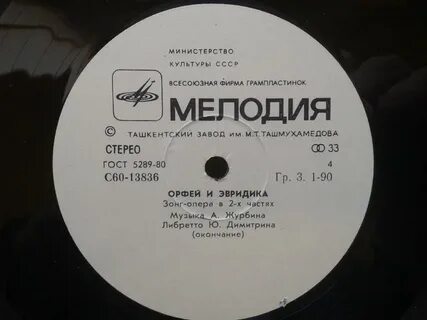 МИНИСТЕРСТВО
КУЛЬТУРЫ СССР
ВСЕСОЮЗНАЯ ФИРМА ГРАМПЛАСТИНОК
МЕЛОДИЯ
© ТАШКЕНТСКИЙ ЗАВОД ИМ. М.Т. ТАШМУХАМЕДОВА
СТЕРЕО 33
ГОСТ 5289-80 4
С60-13836 Гр. 3. 1-90
ОРФЕЙ И ЭВРИДИКА
Зонг-опера в 2-х частях
Музыка А. Журбина
Либретто Ю. Димитрина
(окончание)